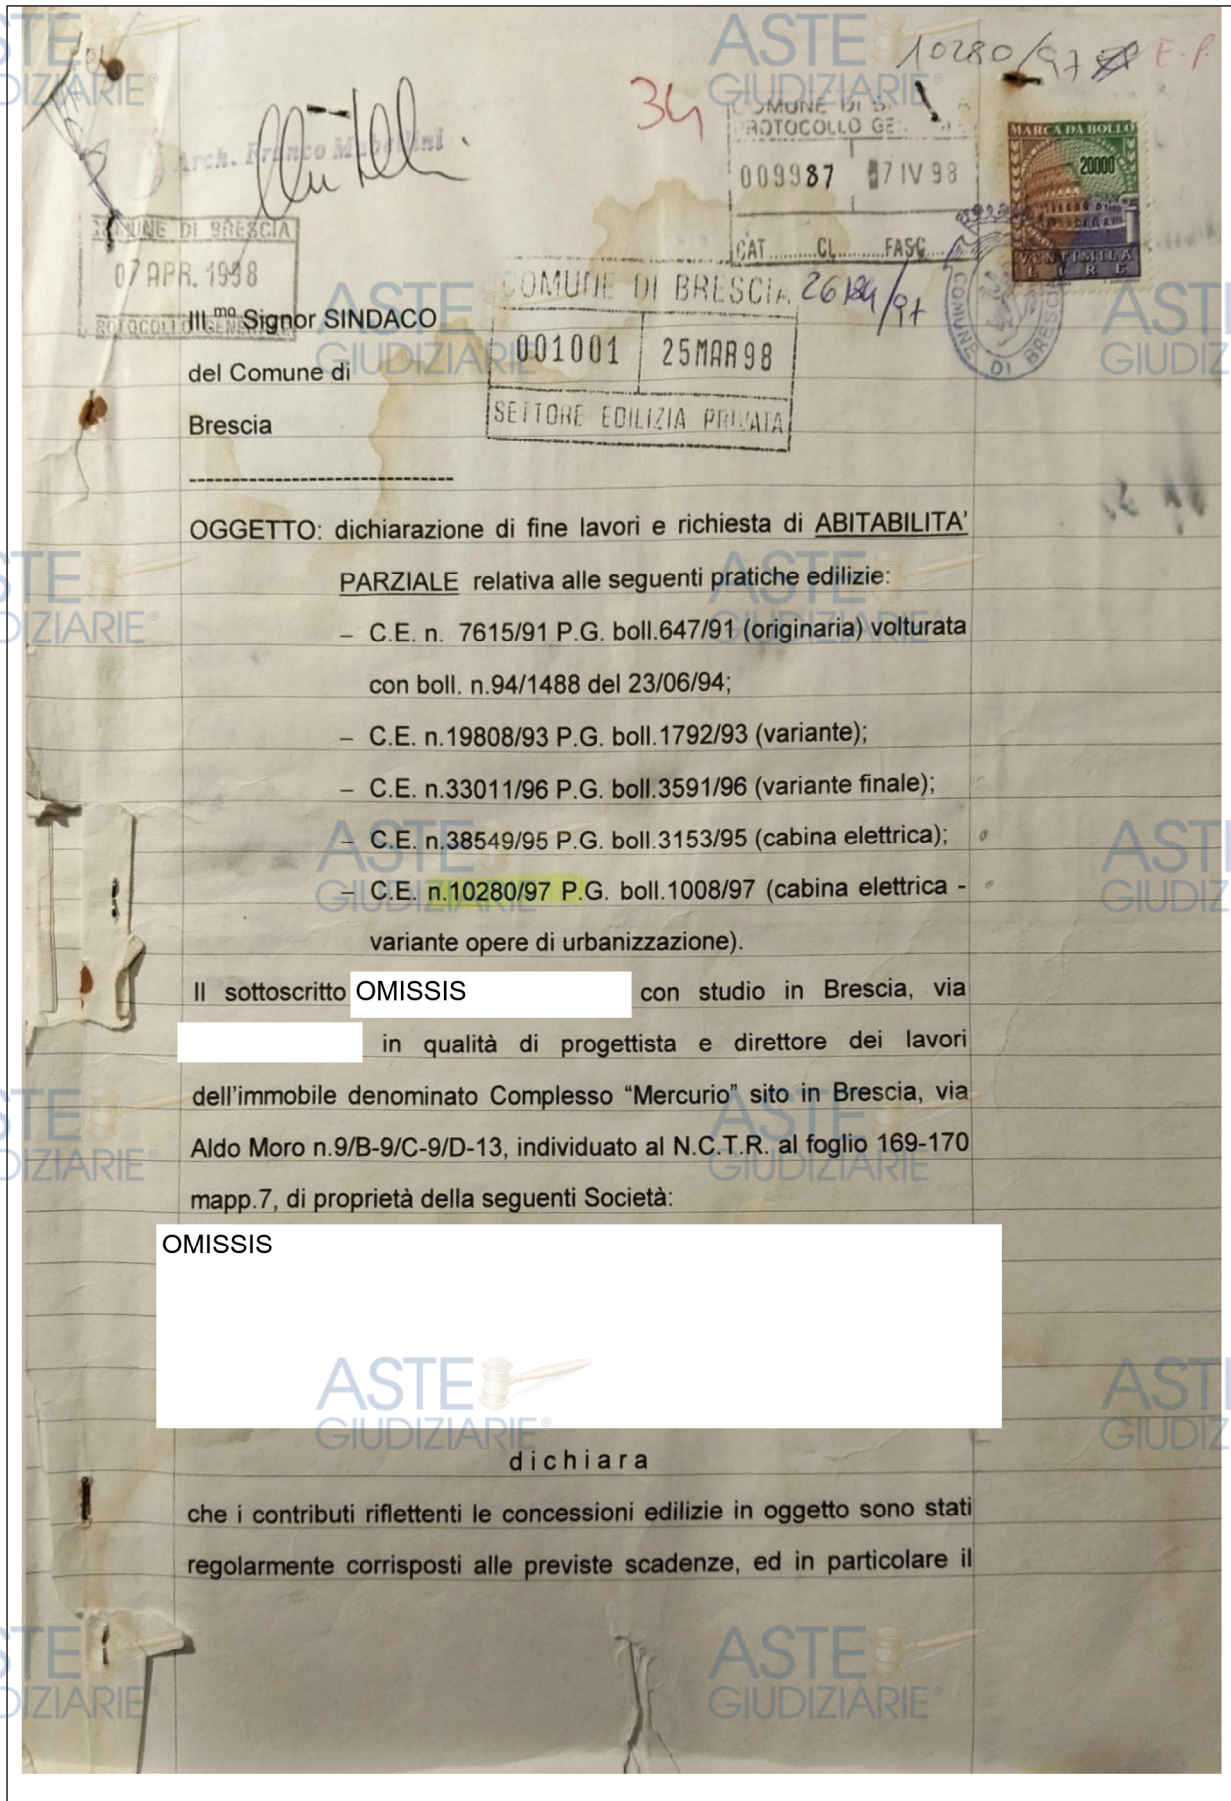 10280/97 E.P.
34
Arch. Franco
COMUNE DI
PROTOCOLLO GE
009987 7 IV 98
CAT.........CL.........FASC.
MARCA DA BOLLO
20000
VENTIMILA
LIRE
COMUNE DI BRESCIA
07 APR. 1998
COMUNE DI BRESCIA
001001 25 MAR 98
SETTORE EDILIZIA PRIVATA
COMUNE DI BRESCIA
Ill.mo Signor SINDACO
del Comune di
Brescia
------------------------------
OGGETTO: dichiarazione di fine lavori e richiesta di ABITABILITA'
PARZIALE relativa alle seguenti pratiche edilizie:
– C.E. n. 7615/91 P.G. boll.647/91 (originaria) volturata
con boll. n.94/1488 del 23/06/94;
– C.E. n.19808/93 P.G. boll.1792/93 (variante);
– C.E. n.33011/96 P.G. boll.3591/96 (variante finale);
– C.E. n.38549/95 P.G. boll.3153/95 (cabina elettrica);
– C.E. n.10280/97 P.G. boll.1008/97 (cabina elettrica -
variante opere di urbanizzazione).
Il sottoscritto OMISSIS con studio in Brescia, via
in qualità di progettista e direttore dei lavori
dell'immobile denominato Complesso “Mercurio” sito in Brescia, via
Aldo Moro n.9/B-9/C-9/D-13, individuato al N.C.T.R. al foglio 169-170
mapp.7, di proprietà della seguenti Società:
OMISSIS
dichiara
che i contributi riflettenti le concessioni edilizie in oggetto sono stati
regolarmente corrisposti alle previste scadenze, ed in particolare il
ASTE
GIUDIZIARIE®